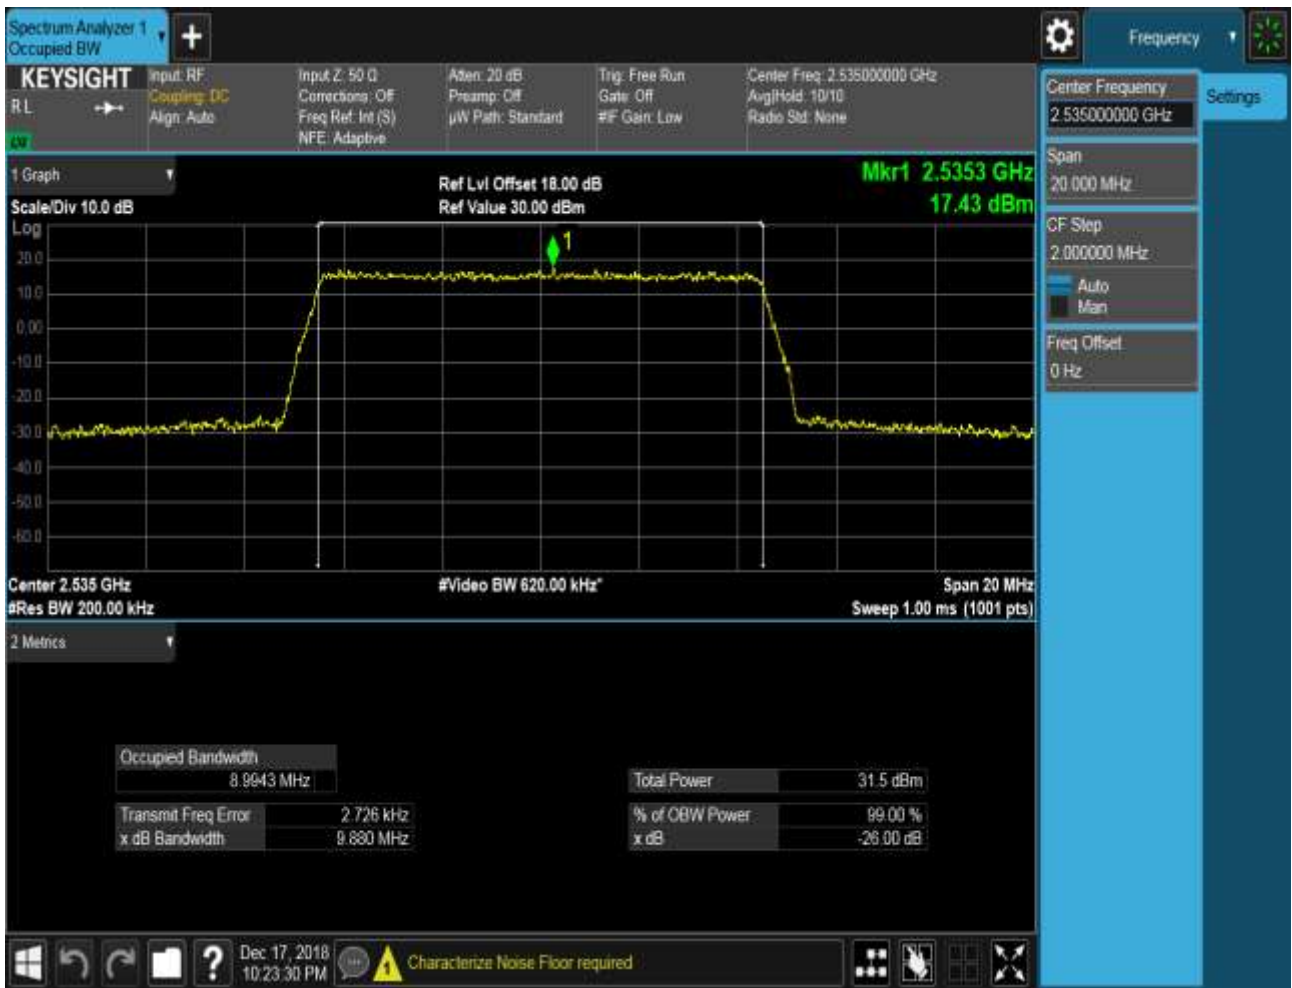 Spectrum Analyzer 1
Occupied BW
Frequency
KEYSIGHT
RL
Input: RF
Coupling: DC
Align: Auto
Input Z: 50 Ω
Corrections: Off
Freq Ref: Int (S)
NFE: Adaptive
Atten: 20 dB
Preamp: Off
µW Path: Standard
Trig: Free Run
Gate: Off
#IF Gain: Low
Center Freq: 2.535000000 GHz
Avg|Hold: 10/10
Radio Std: None
Center Frequency
2.535000000 GHz
Settings
Span
20.000 MHz
CF Step
2.000000 MHz
Auto
Man
Freq Offset
0 Hz
1 Graph
Scale/Div 10.0 dB
Ref Lvl Offset 18.00 dB
Ref Value 30.00 dBm
Mkr1 2.5353 GHz
17.43 dBm
Log
20.0
10.0
0.00
-10.0
-20.0
-30.0
-40.0
-50.0
-60.0
1
Center 2.535 GHz
#Res BW 200.00 kHz
#Video BW 620.00 kHz*
Span 20 MHz
Sweep 1.00 ms (1001 pts)
2 Metrics
Occupied Bandwidth
8.9943 MHz
Transmit Freq Error 2.726 kHz
x dB Bandwidth 9.880 MHz
Total Power 31.5 dBm
% of OBW Power 99.00 %
x dB -26.00 dB
?
Dec 17, 2018
10:23:30 PM
1
Characterize Noise Floor required